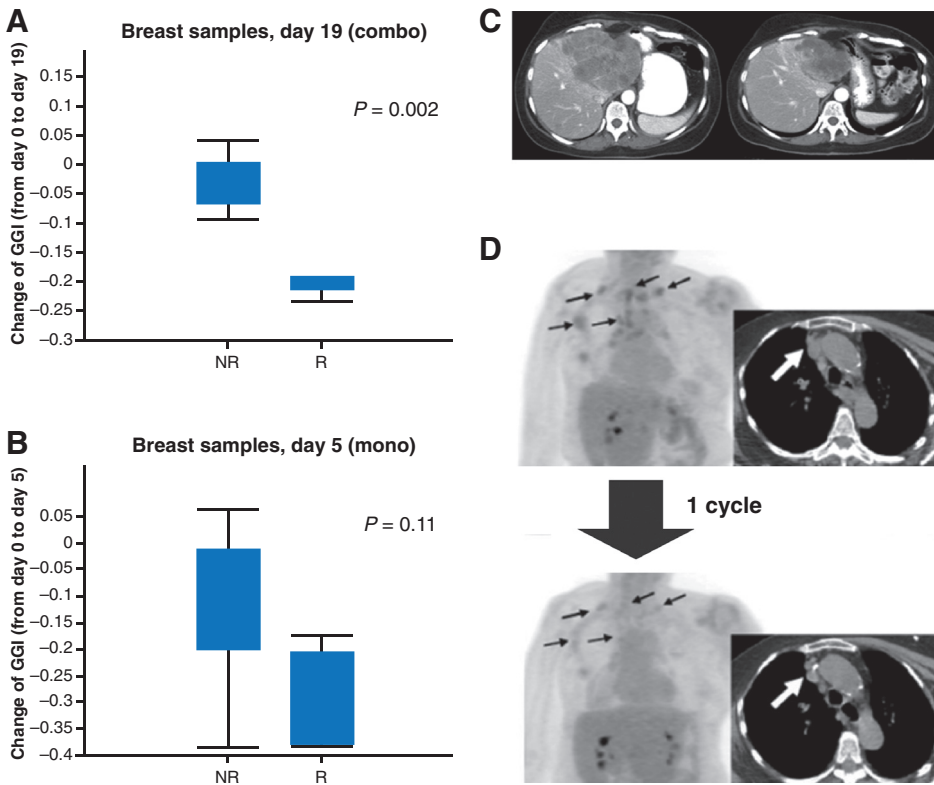 A
Breast samples, day 19 (combo)
Change of GGI (from day 0 to day 19)
0.15
0.1
0.05
0
–0.05
–0.1
–0.15
–0.2
–0.25
–0.3
P = 0.002
NR
R
B
Breast samples, day 5 (mono)
Change of GGI (from day 0 to day 5)
0.05
0
–0.05
–0.1
–0.15
–0.2
–0.25
–0.3
–0.35
–0.4
P = 0.11
NR
R
C
D
1 cycle